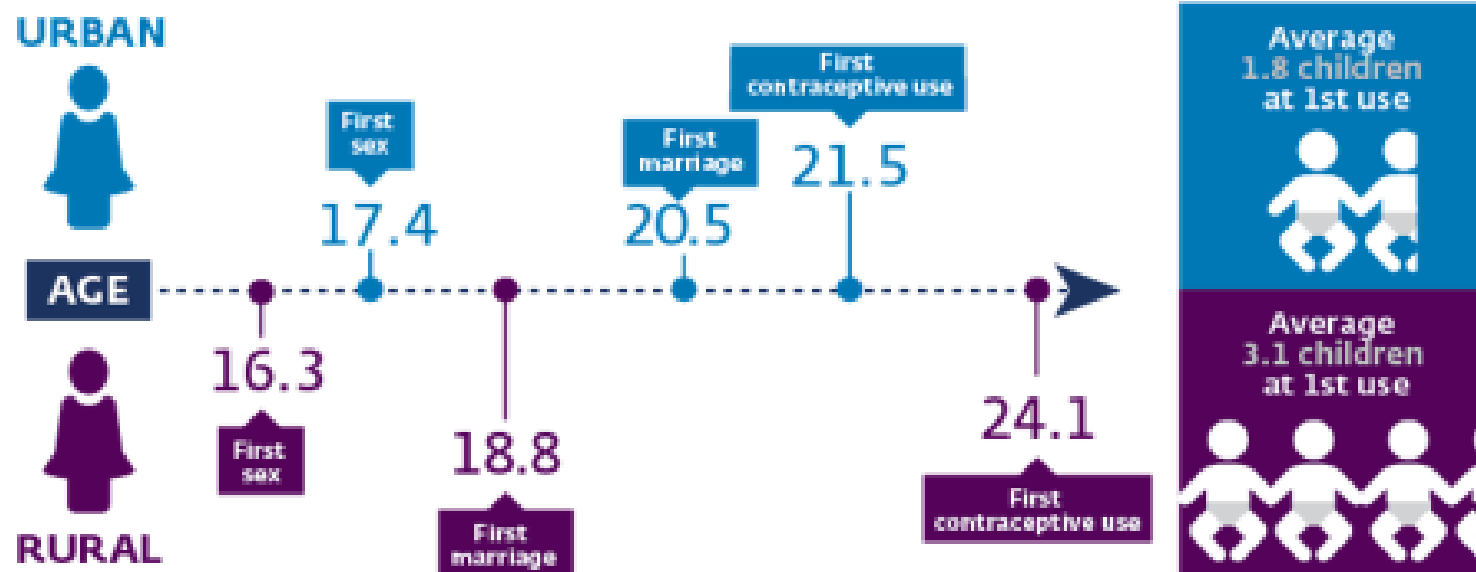 URBAN
First
sex
17.4
First
marriage
20.5
First
contraceptive use
21.5
Average
1.8 children
at 1st use
AGE
16.3
First
sex
18.8
First
marriage
24.1
First
contraceptive use
RURAL
Average
3.1 children
at 1st use